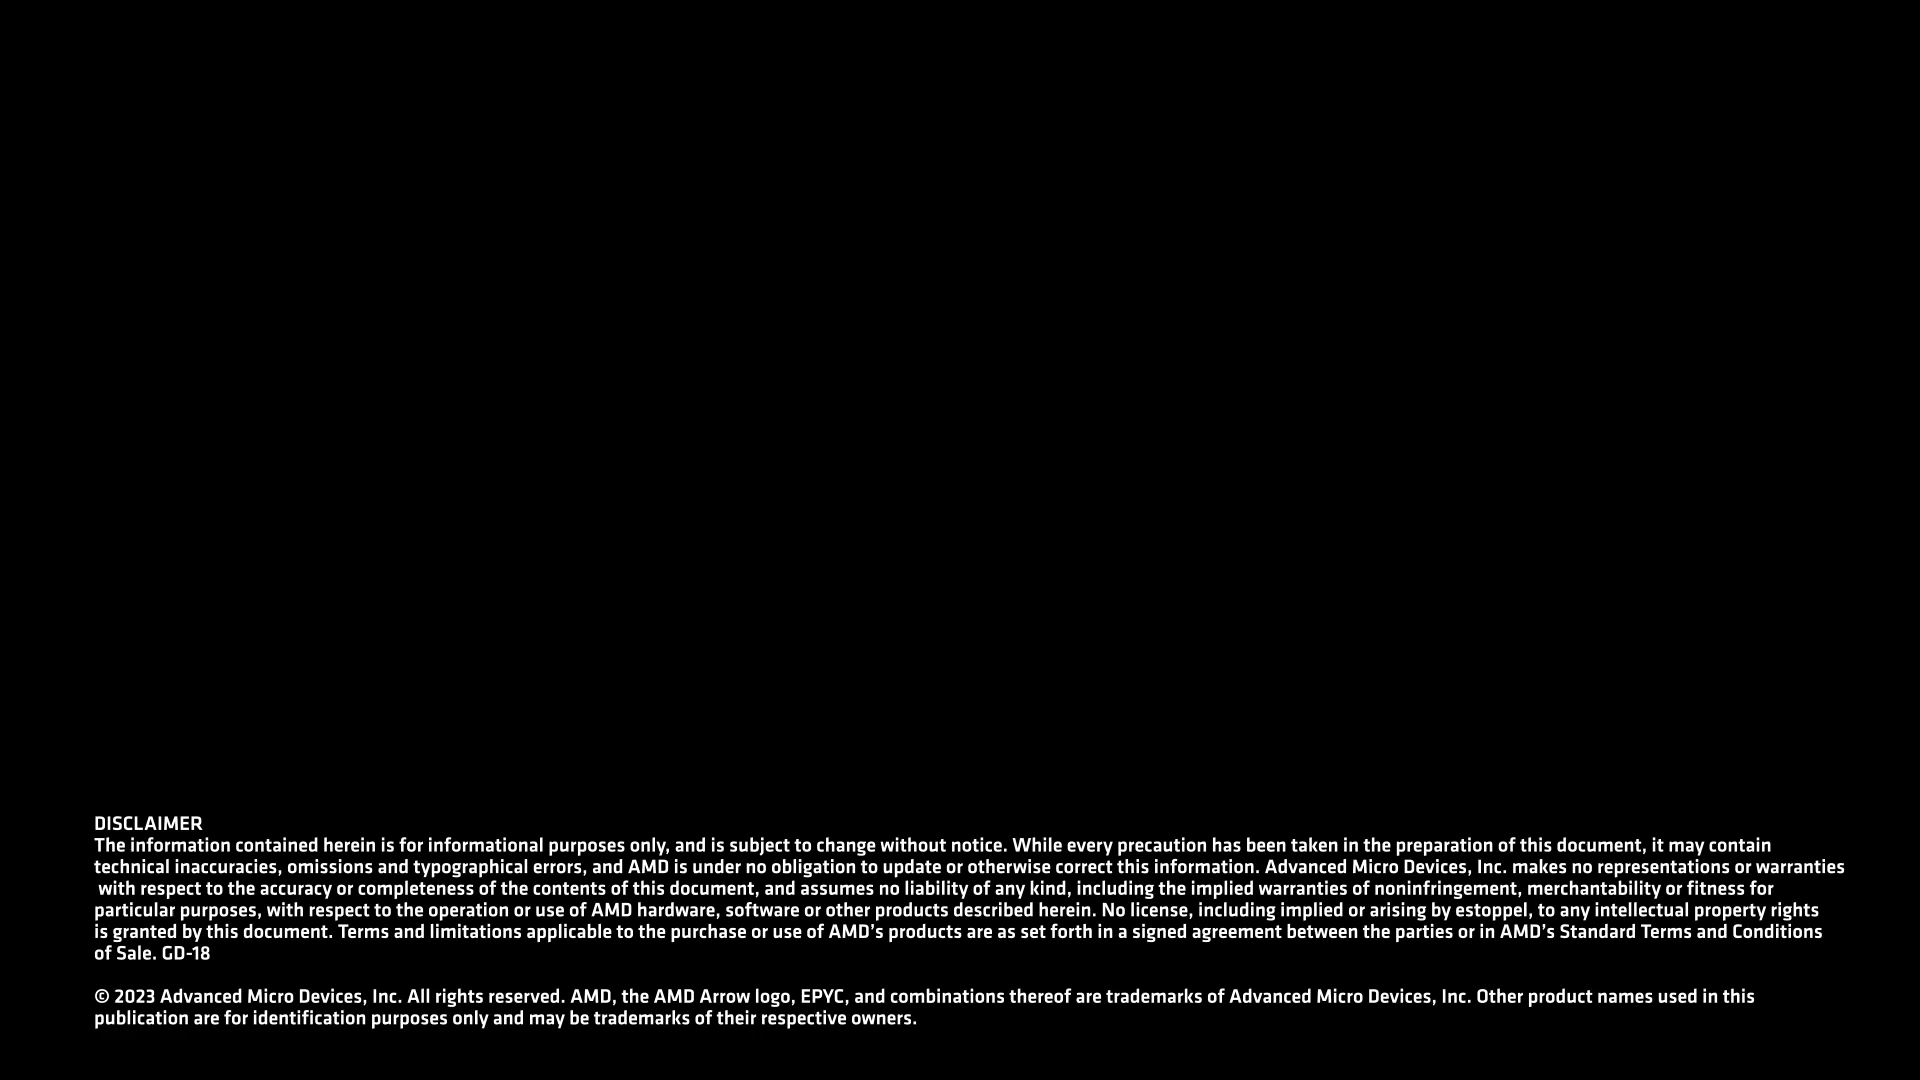 DISCLAIMER
The information contained herein is for informational purposes only, and is subject to change without notice. While every precaution has been taken in the preparation of this document, it may contain
technical inaccuracies, omissions and typographical errors, and AMD is under no obligation to update or otherwise correct this information. Advanced Micro Devices, Inc. makes no representations or warranties
with respect to the accuracy or completeness of the contents of this document, and assumes no liability of any kind, including the implied warranties of noninfringement, merchantability or fitness for
particular purposes, with respect to the operation or use of AMD hardware, software or other products described herein. No license, including implied or arising by estoppel, to any intellectual property rights
is granted by this document. Terms and limitations applicable to the purchase or use of AMD’s products are as set forth in a signed agreement between the parties or in AMD’s Standard Terms and Conditions
of Sale. GD-18
© 2023 Advanced Micro Devices, Inc. All rights reserved. AMD, the AMD Arrow logo, EPYC, and combinations thereof are trademarks of Advanced Micro Devices, Inc. Other product names used in this
publication are for identification purposes only and may be trademarks of their respective owners.